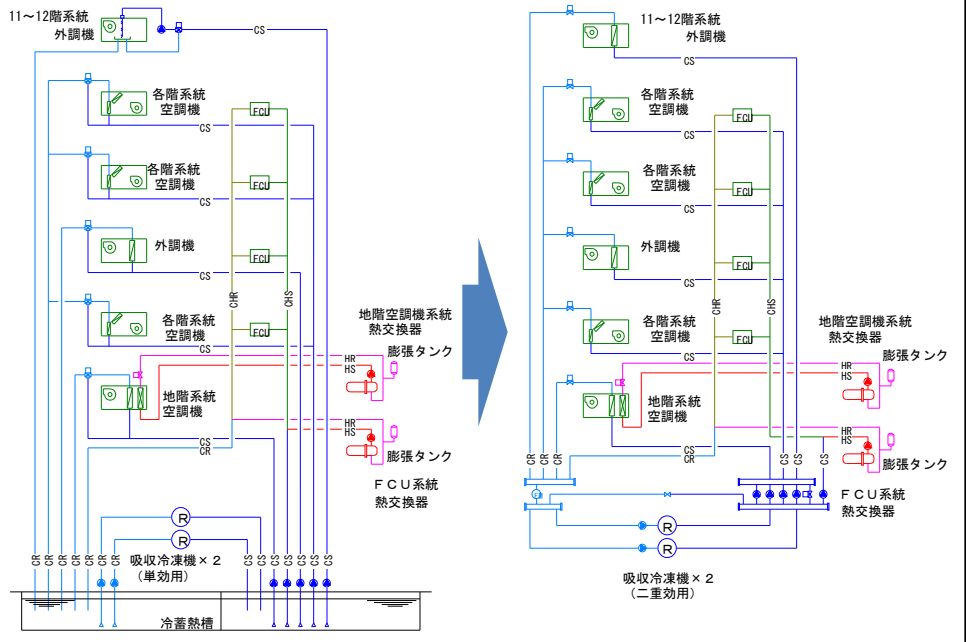 11～12階系統
外調機
CS
各階系統
空調機
CS
FCU
各階系統
空調機
CS
FCU
外調機
CS
FCU
CHR
CHS
各階系統
空調機
CS
FCU
地階空調機系統
熱交換器
膨張タンク
HR
HS
地階系統
空調機
CS
CR
HR
HS
膨張タンク
ＦＣＵ系統
熱交換器
R
R
吸収冷凍機×２
（単効用）
CR
CR
CR
CR
CR
CR
CR
CS
CS
CS
CS
CS
CS
CS
冷蓄熱槽
11～12階系統
外調機
CS
各階系統
空調機
CS
FCU
各階系統
空調機
CS
FCU
外調機
CS
FCU
CHR
CHS
各階系統
空調機
CS
FCU
地階空調機系統
熱交換器
膨張タンク
HR
HS
地階系統
空調機
CS
CR
HR
HS
膨張タンク
CR
CR
CR
CS
CS
CS
ＦＣＵ系統
熱交換器
R
R
吸収冷凍機×２
（二重効用）